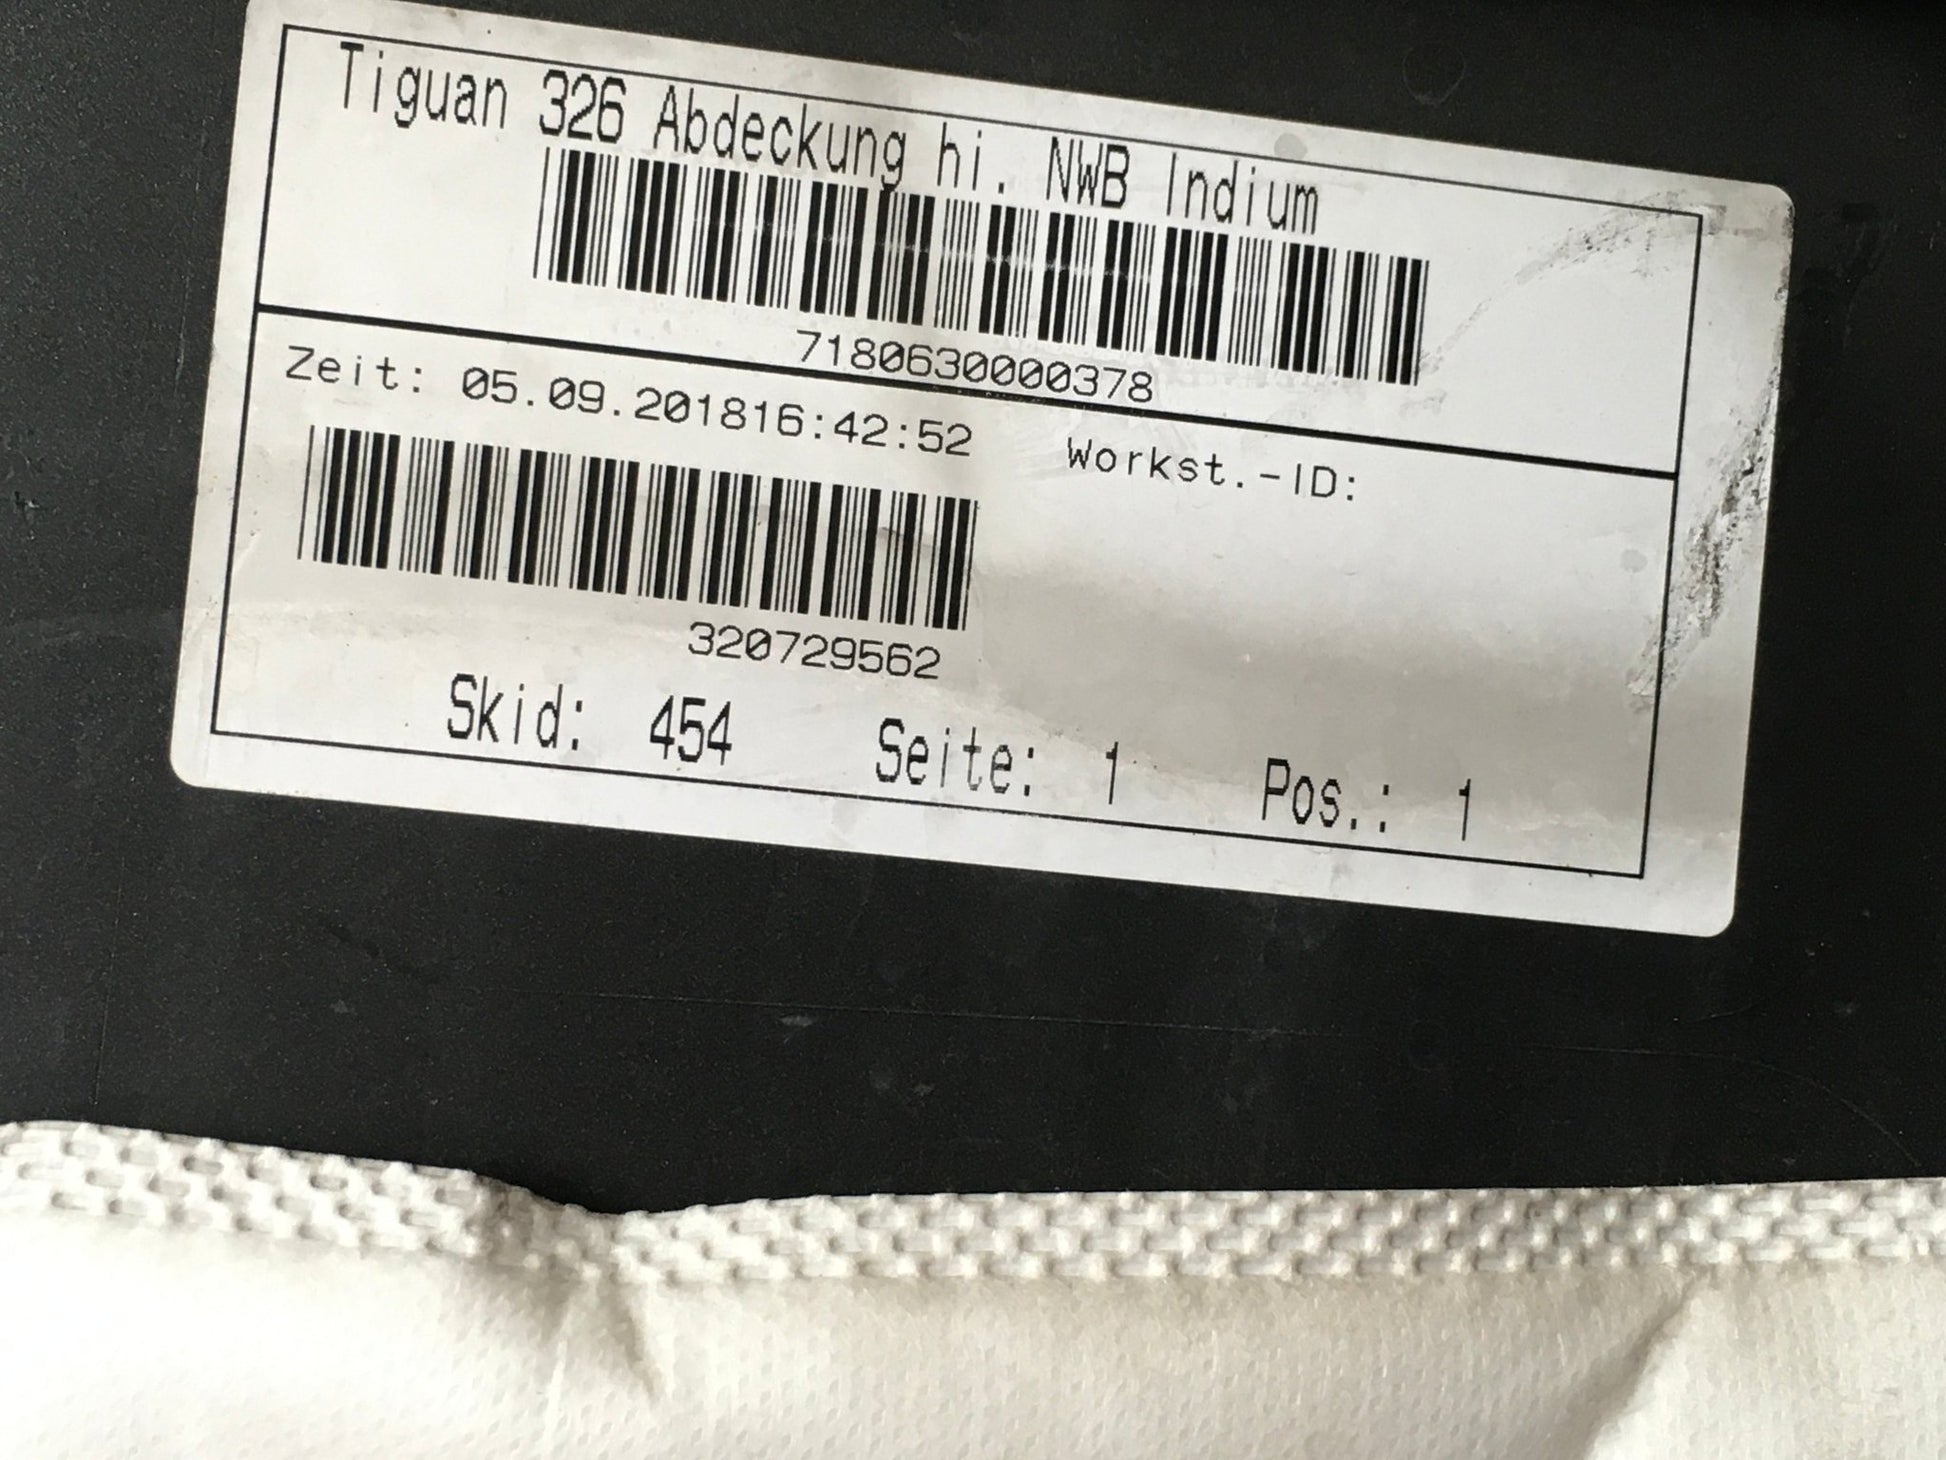 Tiguan 326 Abdeckung hi. NWB Indium
7180630000378
Zeit: 05.09.201816:42:52 Workst.-ID:
320729562
Skid: 454 Seite: 1 Pos.: 1